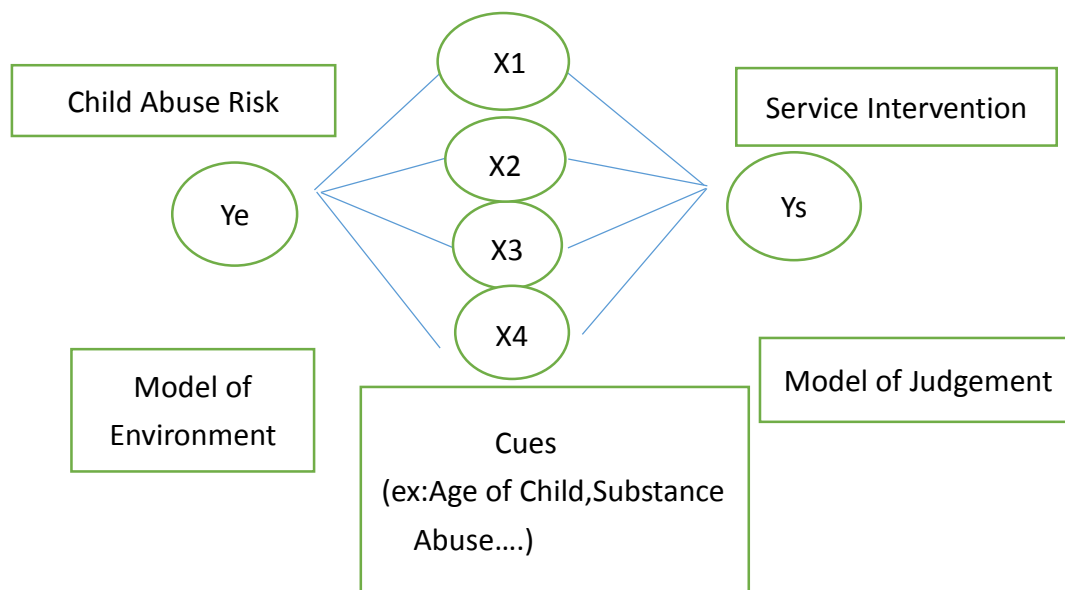 X1
Child Abuse Risk
Service Intervention
X2
Ye
Ys
X3
X4
Model of
Environment
Model of Judgement
Cues
(ex:Age of Child,Substance
Abuse....)